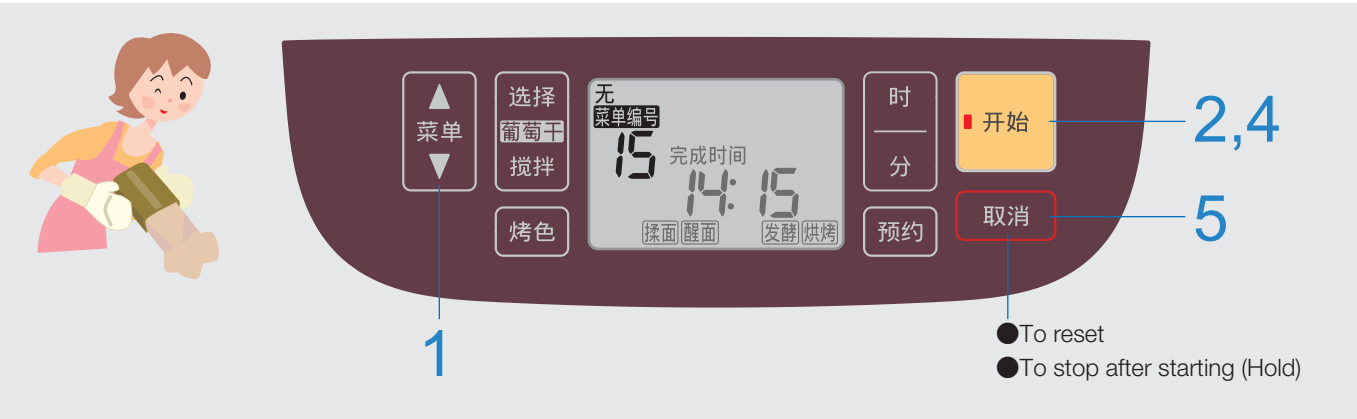 菜单
选择
葡萄干
搅拌
烤色
无
菜单编号
15
完成时间
14:15
揉面 醒面 发酵 烘烤
时
分
预约
开始
取消
2,4
5
1
●To reset
●To stop after starting (Hold)